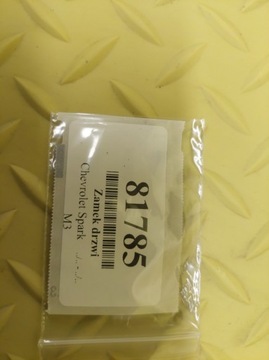 81785
Zamek drzwi
Chevrolet Spark
M3